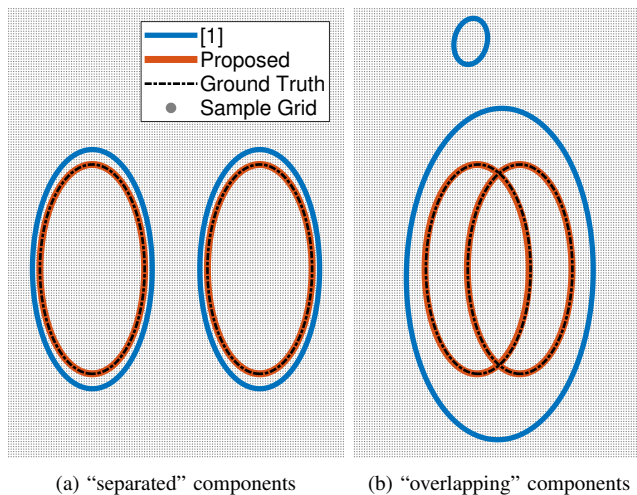 [1]
Proposed
Ground Truth
Sample Grid
(a) “separated” components
(b) “overlapping” components